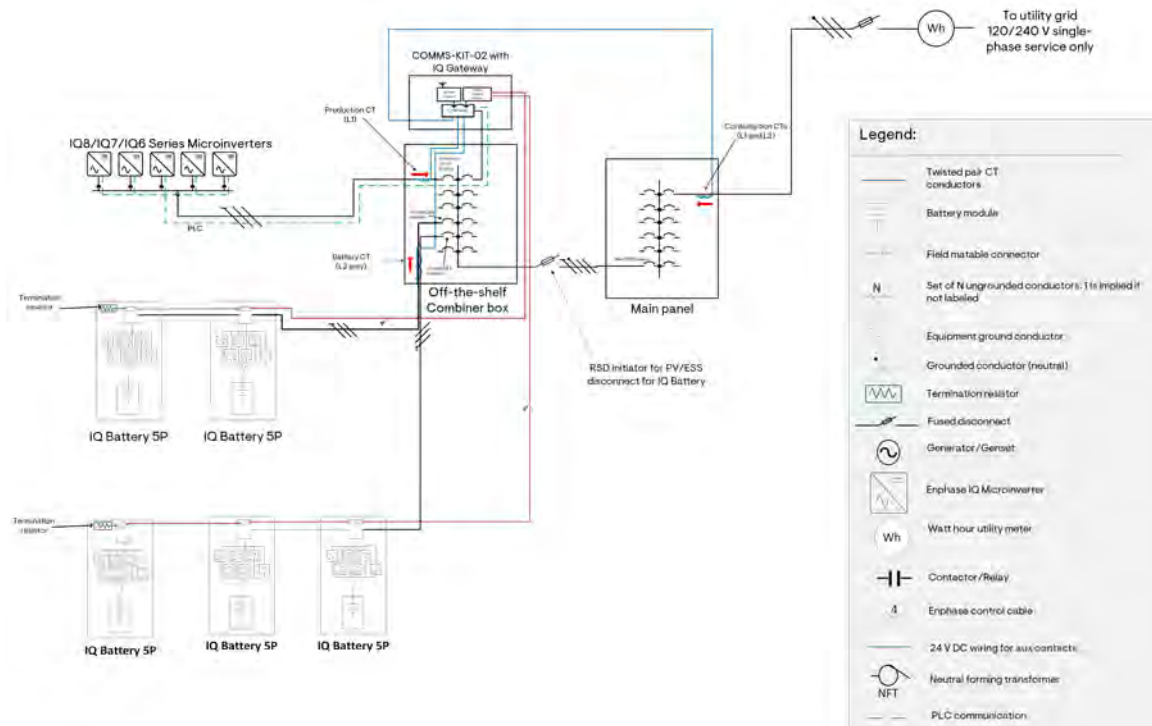 To utility grid
120/240 V single-
phase service only
Wh
COMMS-KIT-02 with
IQ Gateway
Production CT
(L1)
Consumption CTs
(L1 and L2)
IQ8/IQ7/IQ6 Series Microinverters
PLC
Battery CT
(L2 only)
Off-the-shelf
Combiner box
Main panel
RSD initiator for PV/ESS
disconnect for IQ Battery
Termination
resistor
IQ Battery 5P
IQ Battery 5P
Termination
resistor
IQ Battery 5P
IQ Battery 5P
IQ Battery 5P
Legend:
Twisted pair CT
conductors
Battery module
Field matable connector
N
Set of N ungrounded conductors. 1 is implied if
not labeled
Equipment ground conductor
Grounded conductor (neutral)
Termination resistor
Fused disconnect
Generator/Genset
Enphase IQ Microinverter
Wh
Watt hour utility meter
Contactor/Relay
4
Enphase control cable
24 V DC wiring for aux contacts
NFT
Neutral forming transformer
PLC communication